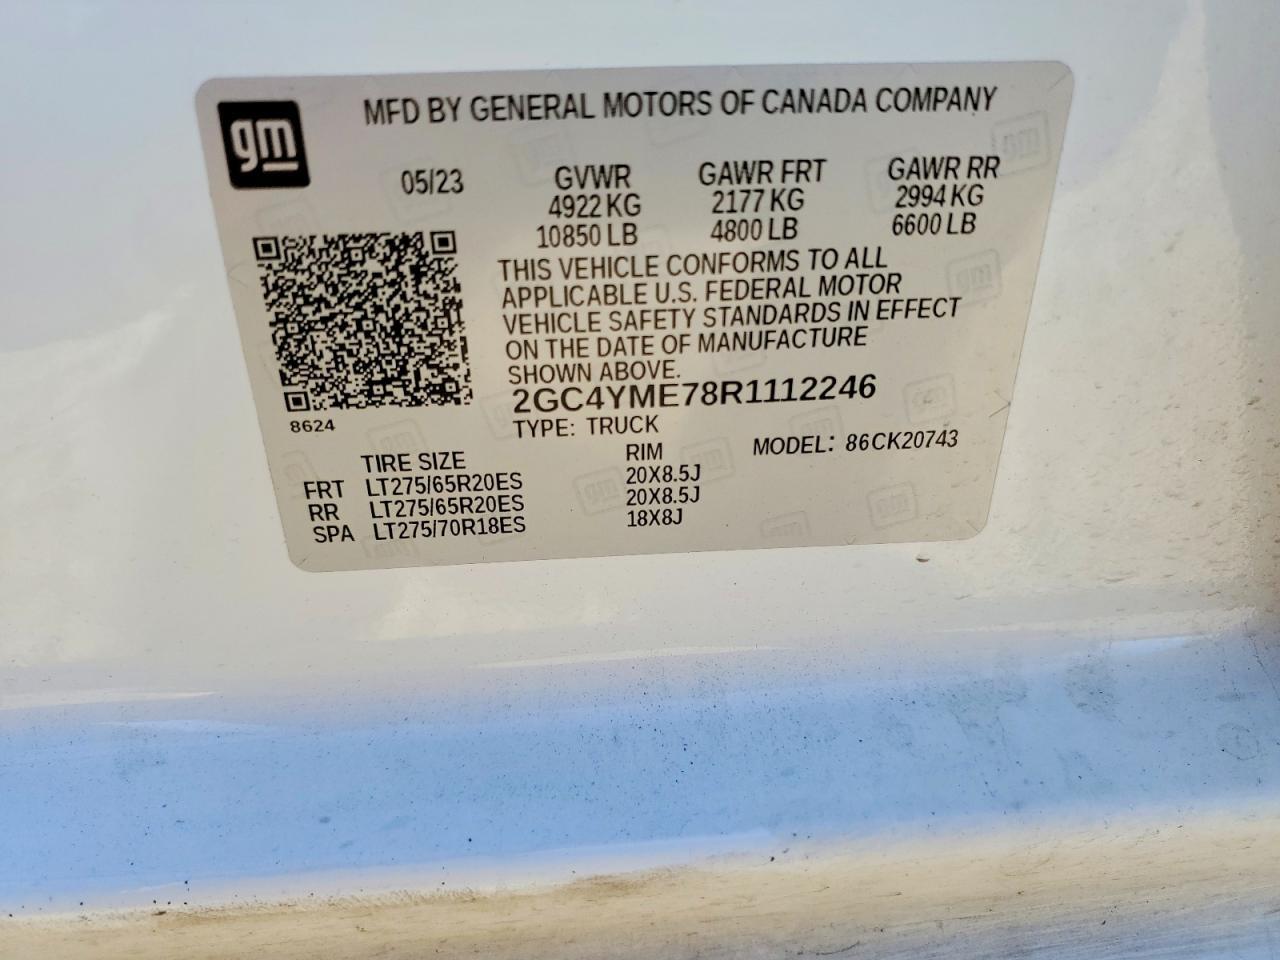 gm
MFD BY GENERAL MOTORS OF CANADA COMPANY
05/23 GVWR GAWR FRT GAWR RR
4922 KG 2177 KG 2994 KG
10850 LB 4800 LB 6600 LB
THIS VEHICLE CONFORMS TO ALL
APPLICABLE U.S. FEDERAL MOTOR
VEHICLE SAFETY STANDARDS IN EFFECT
ON THE DATE OF MANUFACTURE
SHOWN ABOVE.
2GC4YME78R1112246
8624
TYPE: TRUCK MODEL: 86CK20743
TIRE SIZE RIM
FRT LT275/65R20ES 20X8.5J
RR LT275/65R20ES 20X8.5J
SPA LT275/70R18ES 18X8J